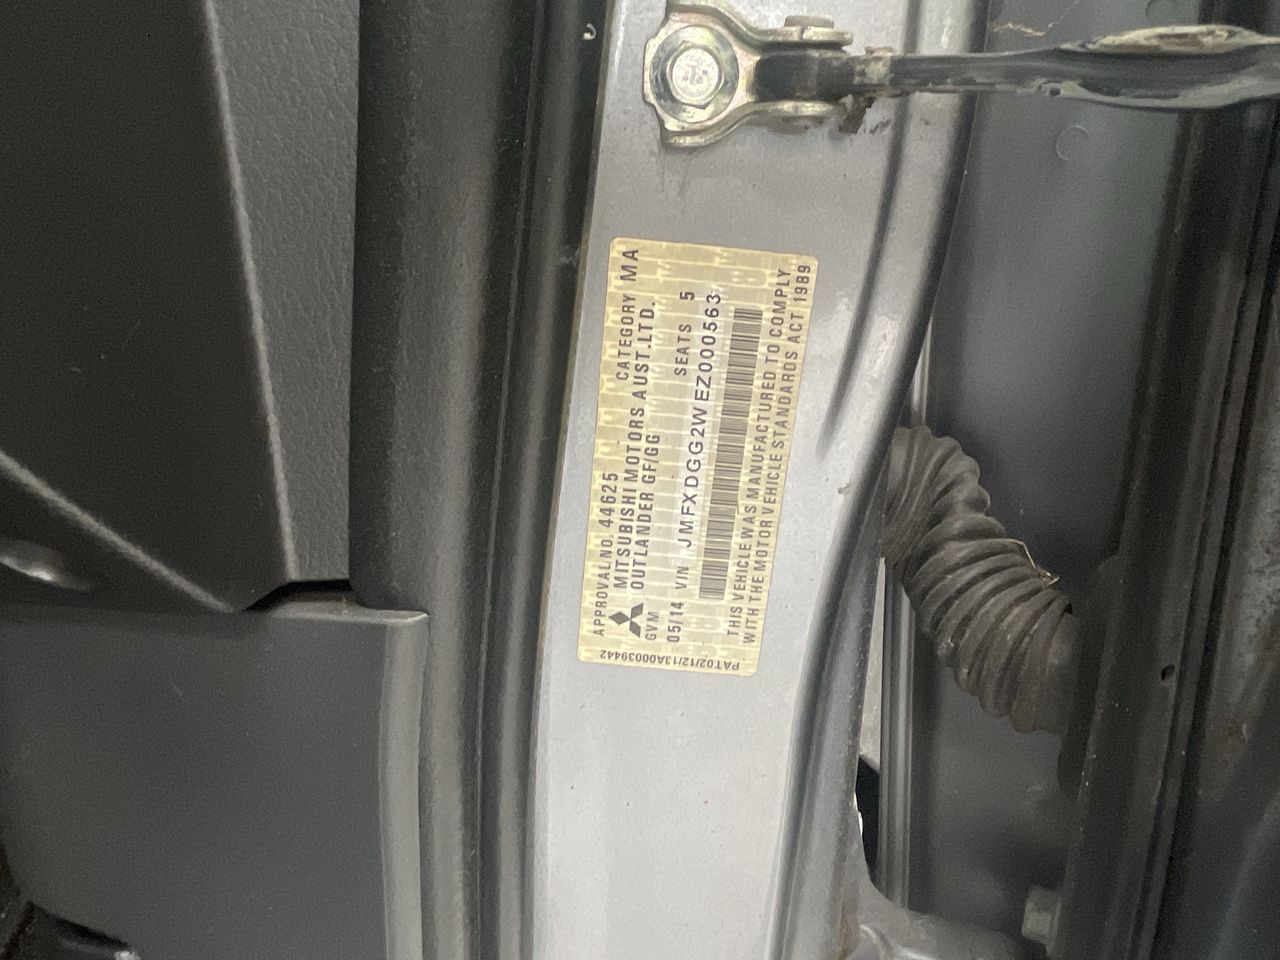 APPROVAL NO. 44625 CATEGORY MA
MITSUBISHI MOTORS AUST.LTD.
OUTLANDER GF/GG
GVM SEATS 5
05/14 VIN JMFXDGG2WEZ000563
THIS VEHICLE WAS MANUFACTURED TO COMPLY
WITH THE MOTOR VEHICLE STANDARDS ACT 1989
PAT02/12/13A00039442